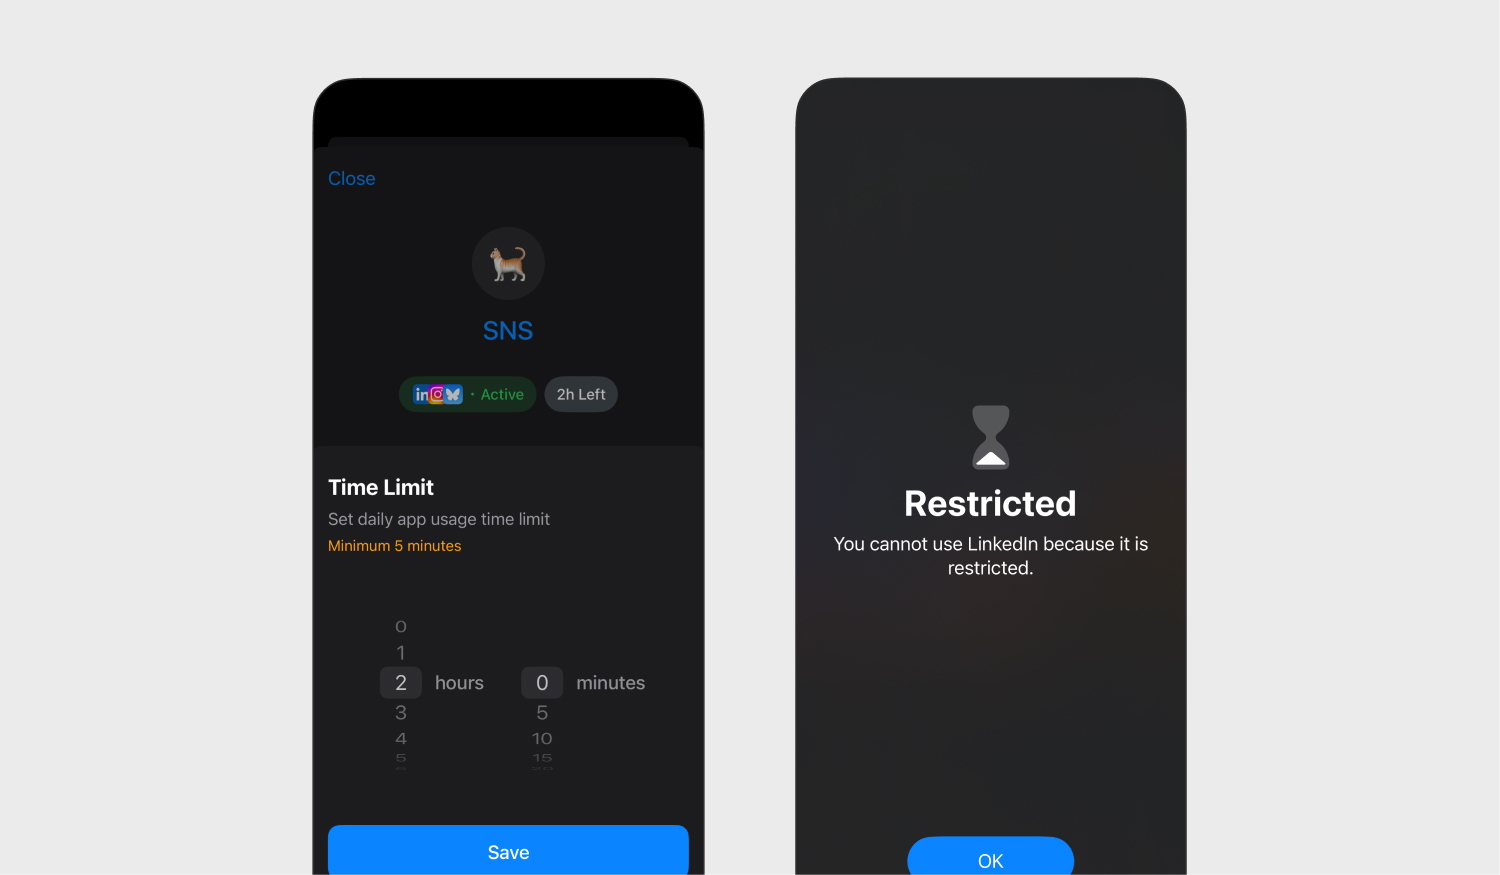 Close
SNS
in · Active
2h Left
Time Limit
Set daily app usage time limit
Minimum 5 minutes
0
1
2 hours 0 minutes
3 5
4 10
5 15
Save
Restricted
You cannot use LinkedIn because it is
restricted.
OK